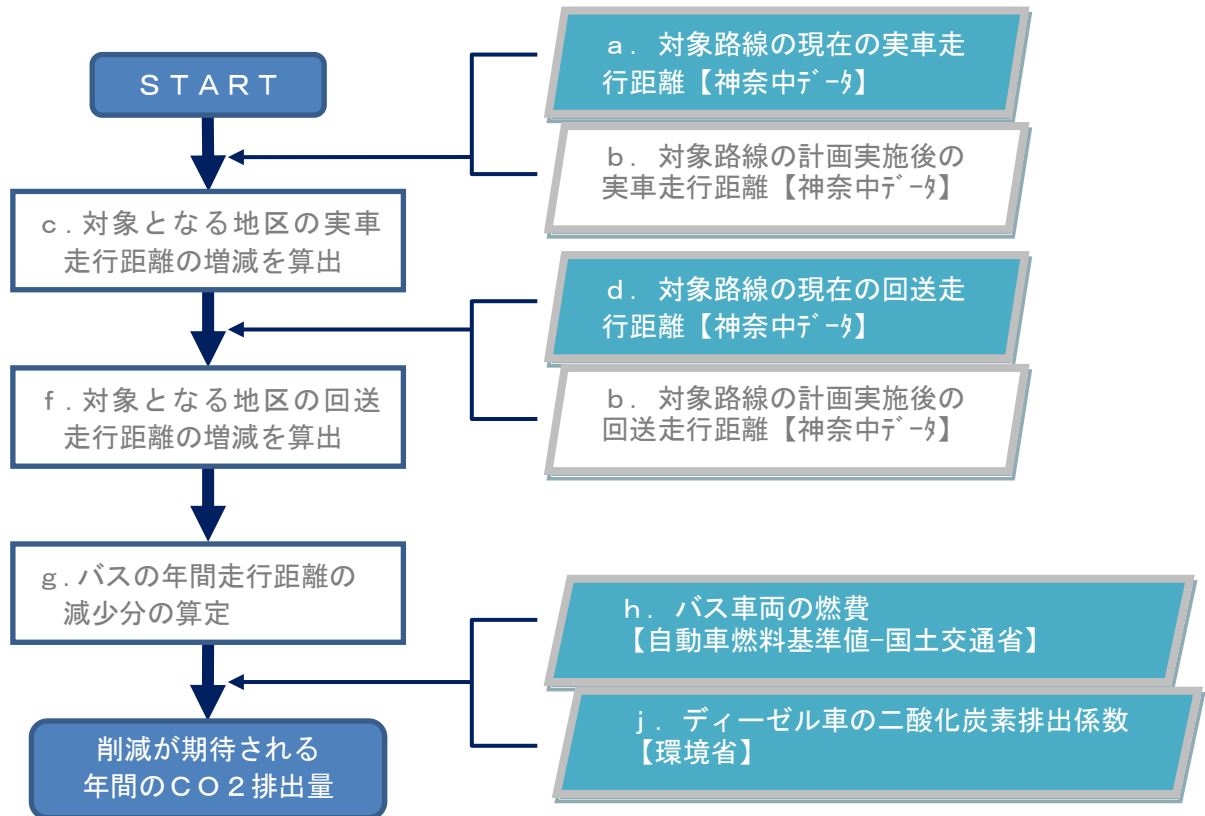 ＳＴＡＲＴ
ａ．対象路線の現在の実車走
行距離【神奈中ﾃﾞｰﾀ】
ｂ．対象路線の計画実施後の
実車走行距離【神奈中ﾃﾞｰﾀ】
ｃ．対象となる地区の実車
走行距離の増減を算出
ｄ．対象路線の現在の回送走
行距離【神奈中ﾃﾞｰﾀ】
ｂ．対象路線の計画実施後の
回送走行距離【神奈中ﾃﾞｰﾀ】
ｆ．対象となる地区の回送
走行距離の増減を算出
ｇ．バスの年間走行距離の
減少分の算定
ｈ．バス車両の燃費
【自動車燃料基準値-国土交通省】
ｊ．ディーゼル車の二酸化炭素排出係数
【環境省】
削減が期待される
年間のＣＯ２排出量